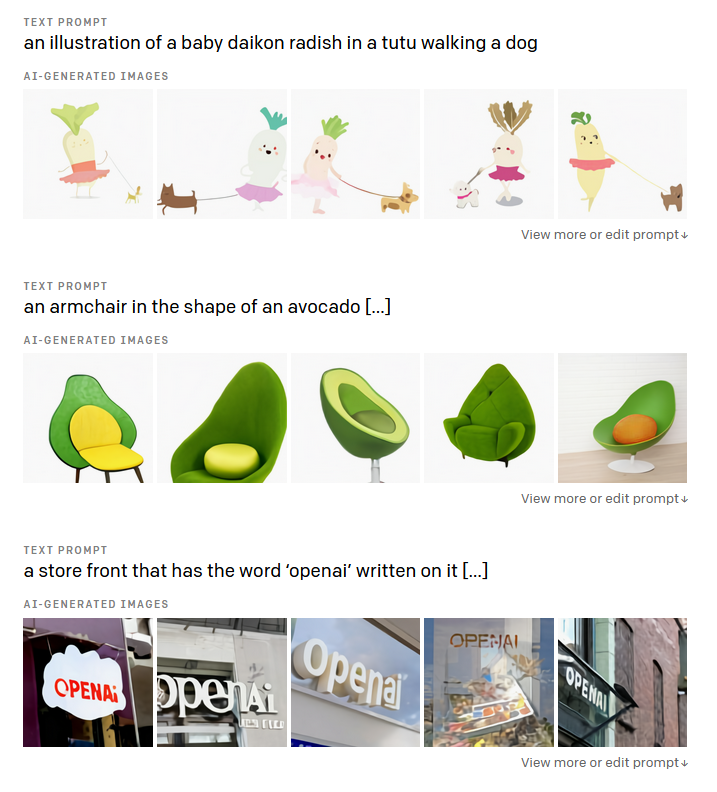 TEXT PROMPT
an illustration of a baby daikon radish in a tutu walking a dog
AI-GENERATED IMAGES
View more or edit prompt↓
TEXT PROMPT
an armchair in the shape of an avocado [...]
AI-GENERATED IMAGES
View more or edit prompt↓
TEXT PROMPT
a store front that has the word ‘openai’ written on it [...]
AI-GENERATED IMAGES
OPENAi
openAi
Openai
OPENAI
OPENAI
View more or edit prompt↓